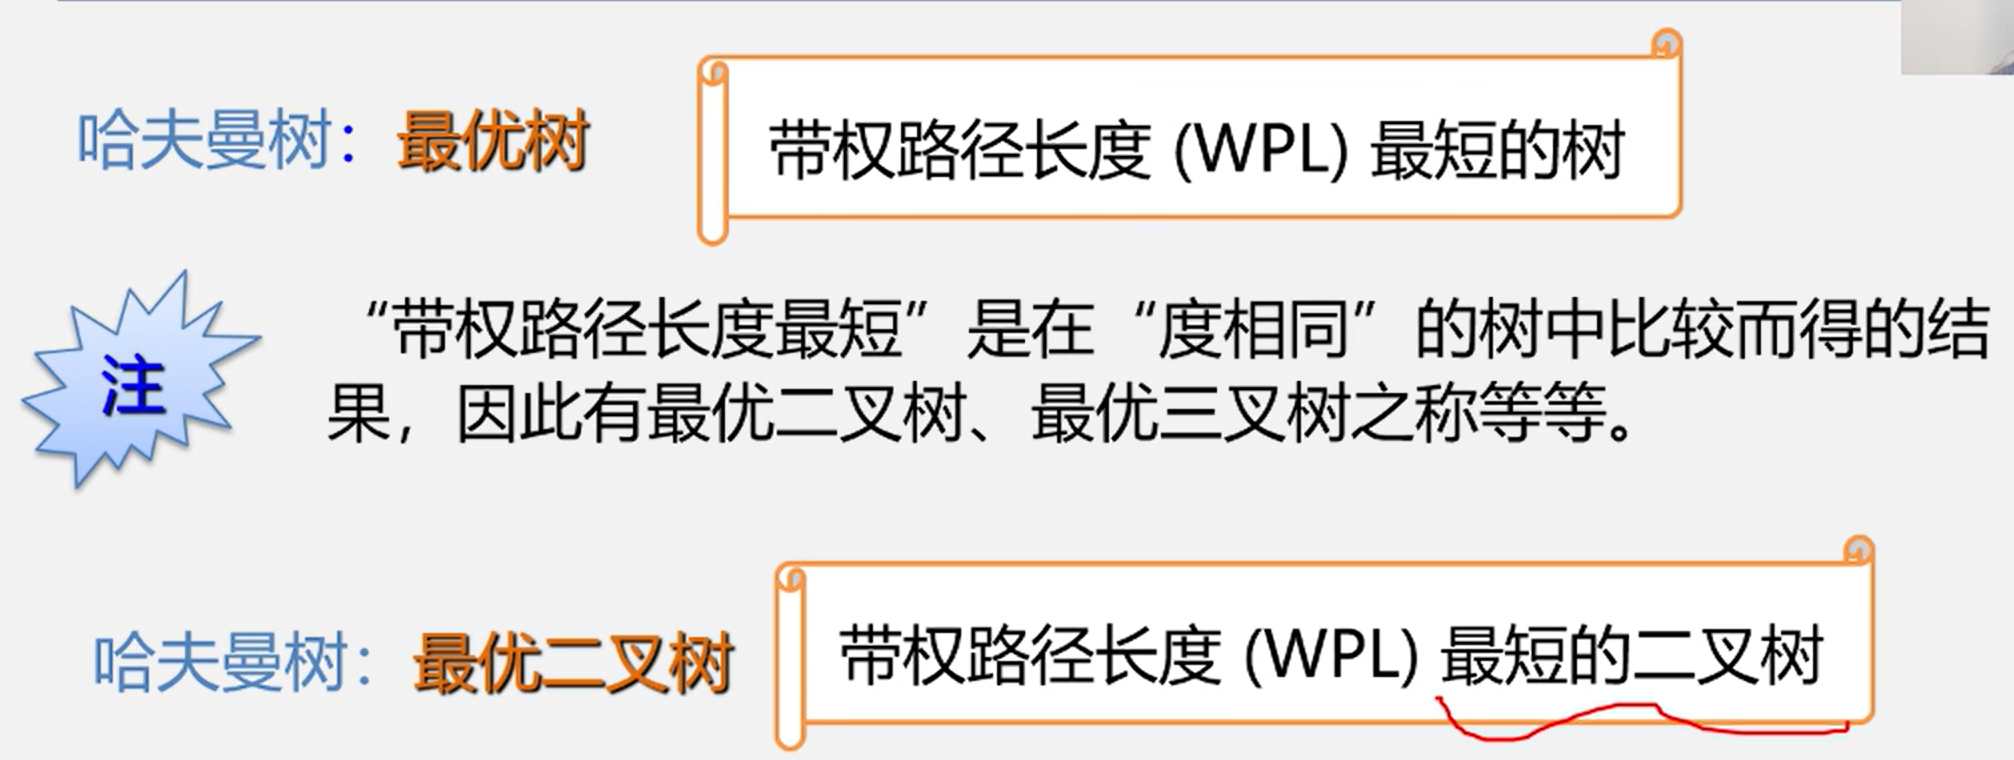 哈夫曼树：最优树
带权路径长度 (WPL) 最短的树
注
“带权路径长度最短”是在“度相同”的树中比较而得的结
果，因此有最优二叉树、最优三叉树之称等等。
哈夫曼树：最优二叉树
带权路径长度 (WPL) 最短的二叉树